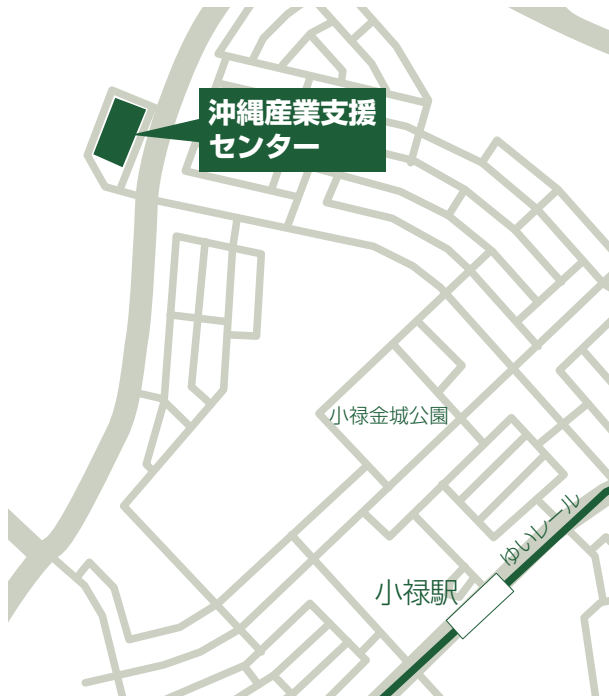 沖縄産業支援
センター
小禄金城公園
ゆいレール
小禄駅